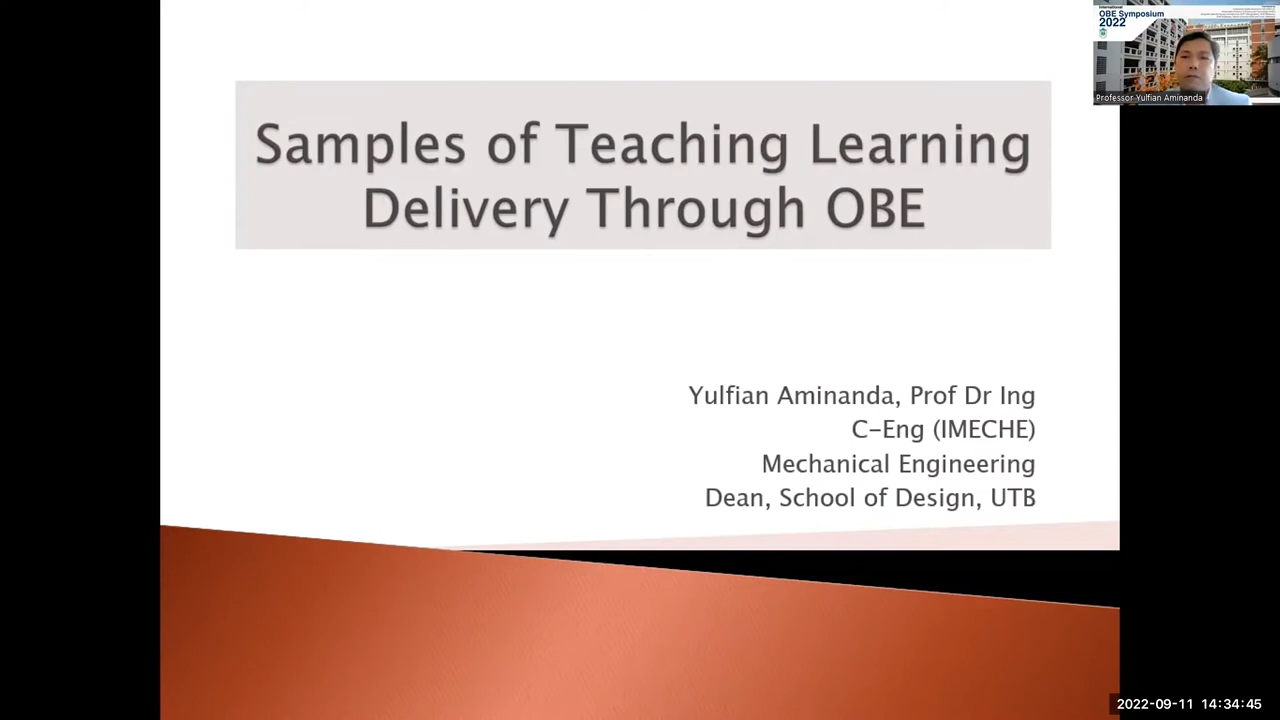 Samples of Teaching Learning
Delivery Through OBE
Yulfian Aminanda, Prof Dr Ing
C-Eng (IMECHE)
Mechanical Engineering
Dean, School of Design, UTB
International
OBE Symposium
2022
Professor Yulfian Aminanda
2022-09-11 14:34:45